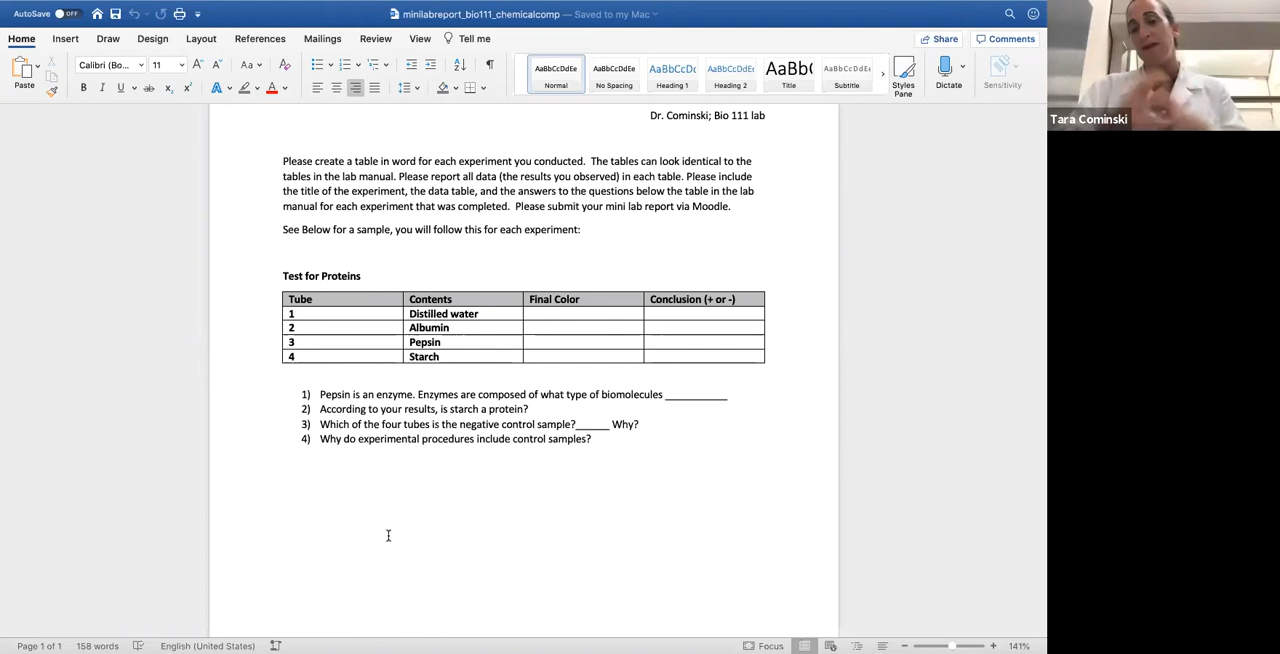 AutoSave OFF minilabreport_bio111_chemicalcomp — Saved to my Mac
Home Insert Draw Design Layout References Mailings Review View Tell me Share Comments
Paste Calibri (Bo... 11 Aa
AaBbCcDdEe AaBbCcDdEe AaBbCcDc AaBbCcDdEe AaBb( AaBbCcDdEe
Normal No Spacing Heading 1 Heading 2 Title Subtitle Styles Pane Dictate Sensitivity
Tara Cominski
Dr. Cominski; Bio 111 lab
Please create a table in word for each experiment you conducted. The tables can look identical to the
tables in the lab manual. Please report all data (the results you observed) in each table. Please include
the title of the experiment, the data table, and the answers to the questions below the table in the lab
manual for each experiment that was completed. Please submit your mini lab report via Moodle.
See Below for a sample, you will follow this for each experiment:
Test for Proteins
Tube Contents Final Color Conclusion (+ or -)
1 Distilled water
2 Albumin
3 Pepsin
4 Starch
1) Pepsin is an enzyme. Enzymes are composed of what type of biomolecules __________
2) According to your results, is starch a protein?
3) Which of the four tubes is the negative control sample?_____ Why?
4) Why do experimental procedures include control samples?
Page 1 of 1 158 words English (United States) Focus 141%